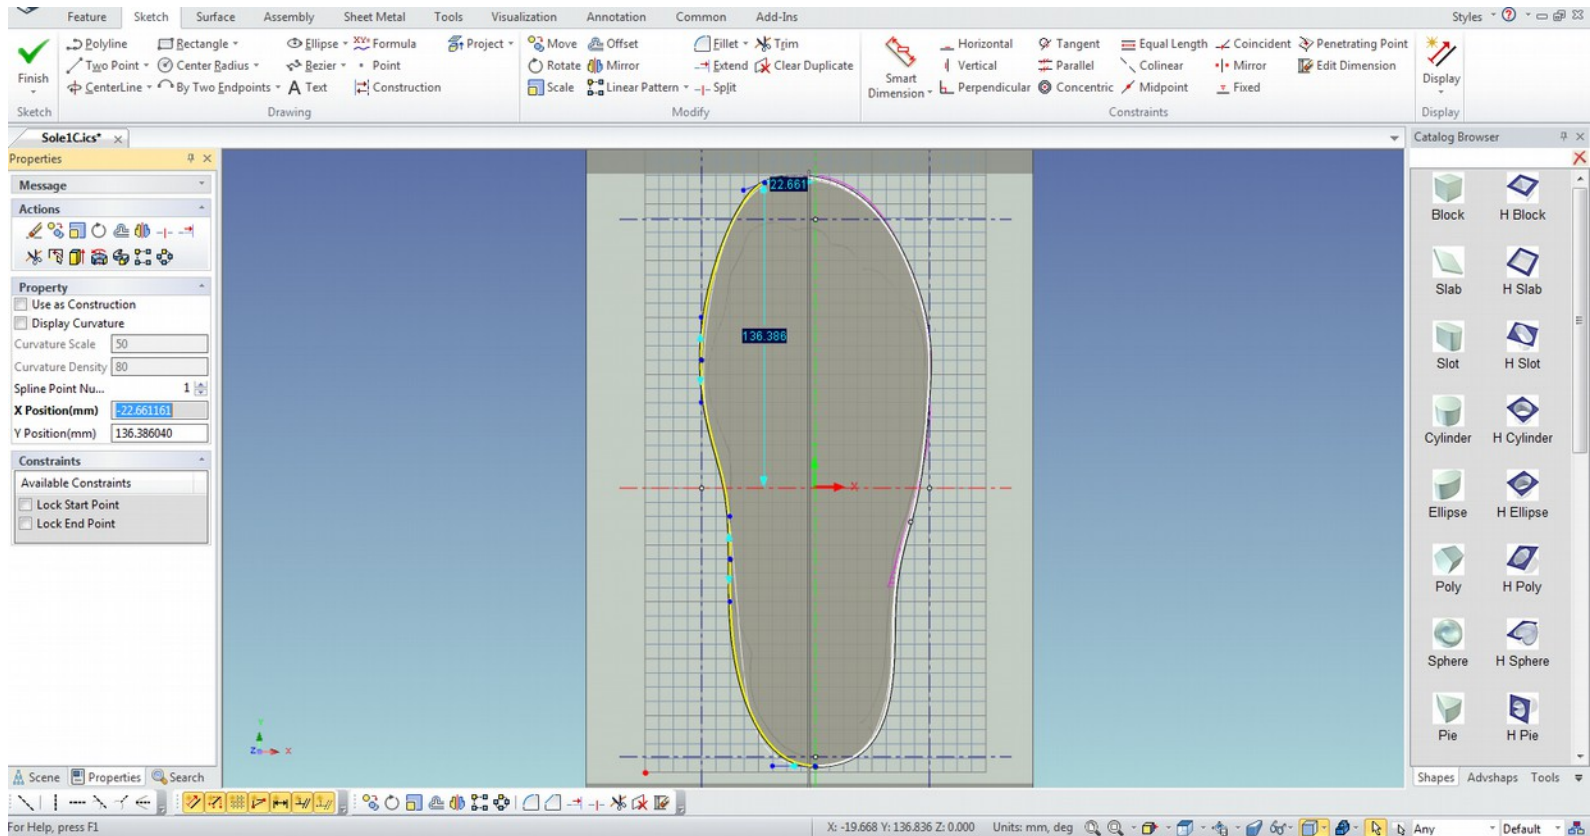 Feature Sketch Surface Assembly Sheet Metal Tools Visualization Annotation Common Add-Ins Styles
Polyline Rectangle Ellipse Formula Project Move Offset Fillet Trim Horizontal Tangent Equal Length Coincident Penetrating Point
Two Point Center Radius Bezier Point Rotate Mirror Extend Clear Duplicate Vertical Parallel Colinear Mirror Edit Dimension
Finish Smart Dimension Display
CenterLine By Two Endpoints A Text Construction Scale Linear Pattern Split Perpendicular Concentric Midpoint Fixed
Sketch Drawing Modify Constraints Display
Sole1C.ics*
Catalog Browser
Properties
Message
Actions
Property
Use as Construction
Display Curvature
Curvature Scale 50
Curvature Density 80
Spline Point Nu... 1
X Position(mm) -22.661161
Y Position(mm) 136.386040
Constraints
Available Constraints
Lock Start Point
Lock End Point
22.661
136.386
X
Y
Z X
Block H Block
Slab H Slab
Slot H Slot
Cylinder H Cylinder
Ellipse H Ellipse
Poly H Poly
Sphere H Sphere
Pie H Pie
Scene Properties Search
Shapes Advshaps Tools
For Help, press F1
X: -19.668 Y: 136.836 Z: 0.000 Units: mm, deg
Any Default